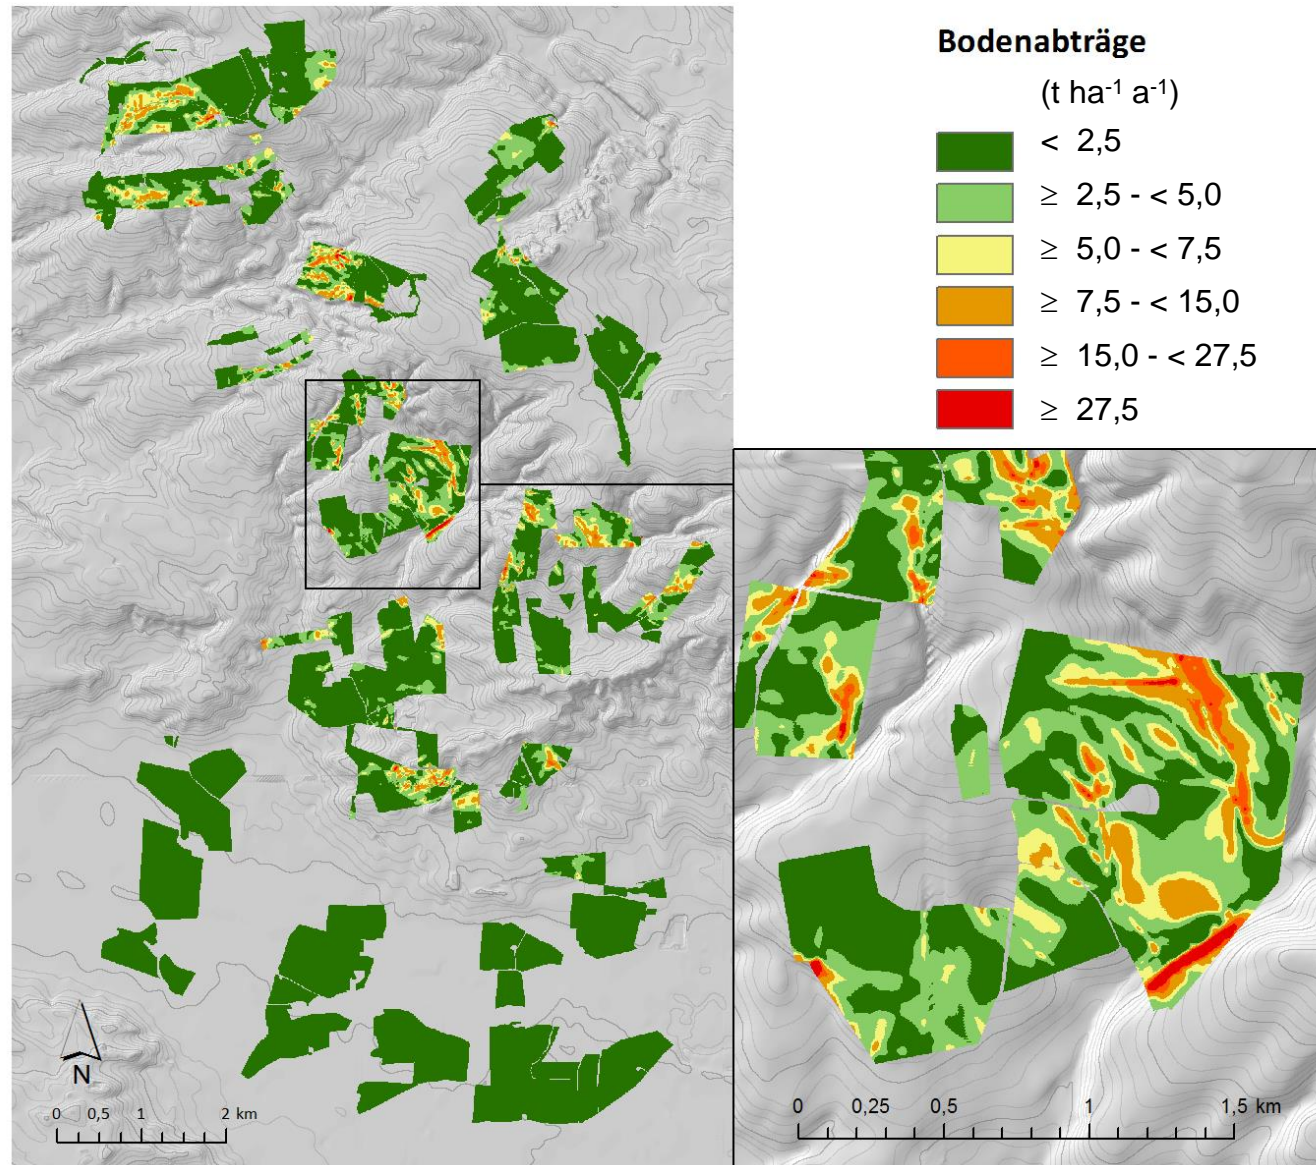 Bodenabträge
(t ha⁻¹ a⁻¹)
< 2,5
≥ 2,5 - < 5,0
≥ 5,0 - < 7,5
≥ 7,5 - < 15,0
≥ 15,0 - < 27,5
≥ 27,5
N
0 0,5 1 2 km
0 0,25 0,5 1 1,5 km